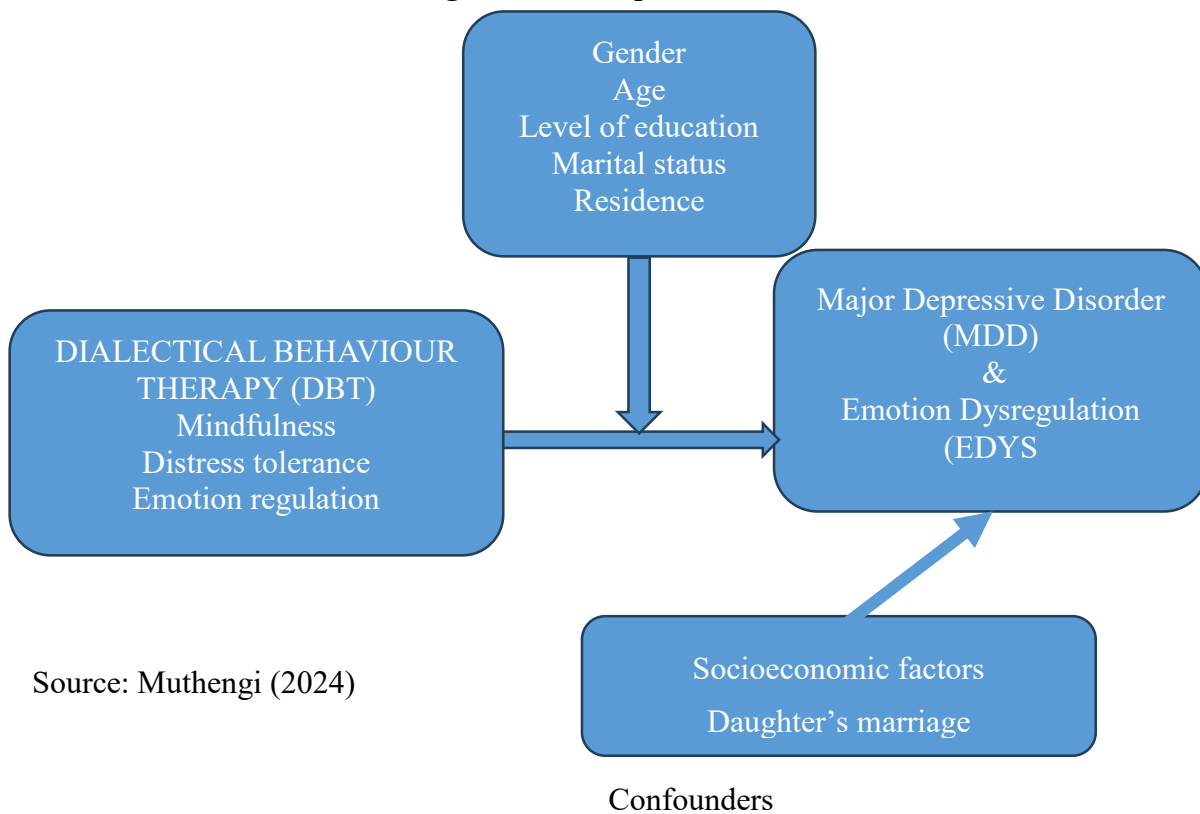 Gender
Age
Level of education
Marital status
Residence
Major Depressive Disorder
(MDD)
&
Emotion Dysregulation
(EDYS
DIALECTICAL BEHAVIOUR
THERAPY (DBT)
Mindfulness
Distress tolerance
Emotion regulation
Socioeconomic factors
Daughter’s marriage
Source: Muthengi (2024)
Confounders